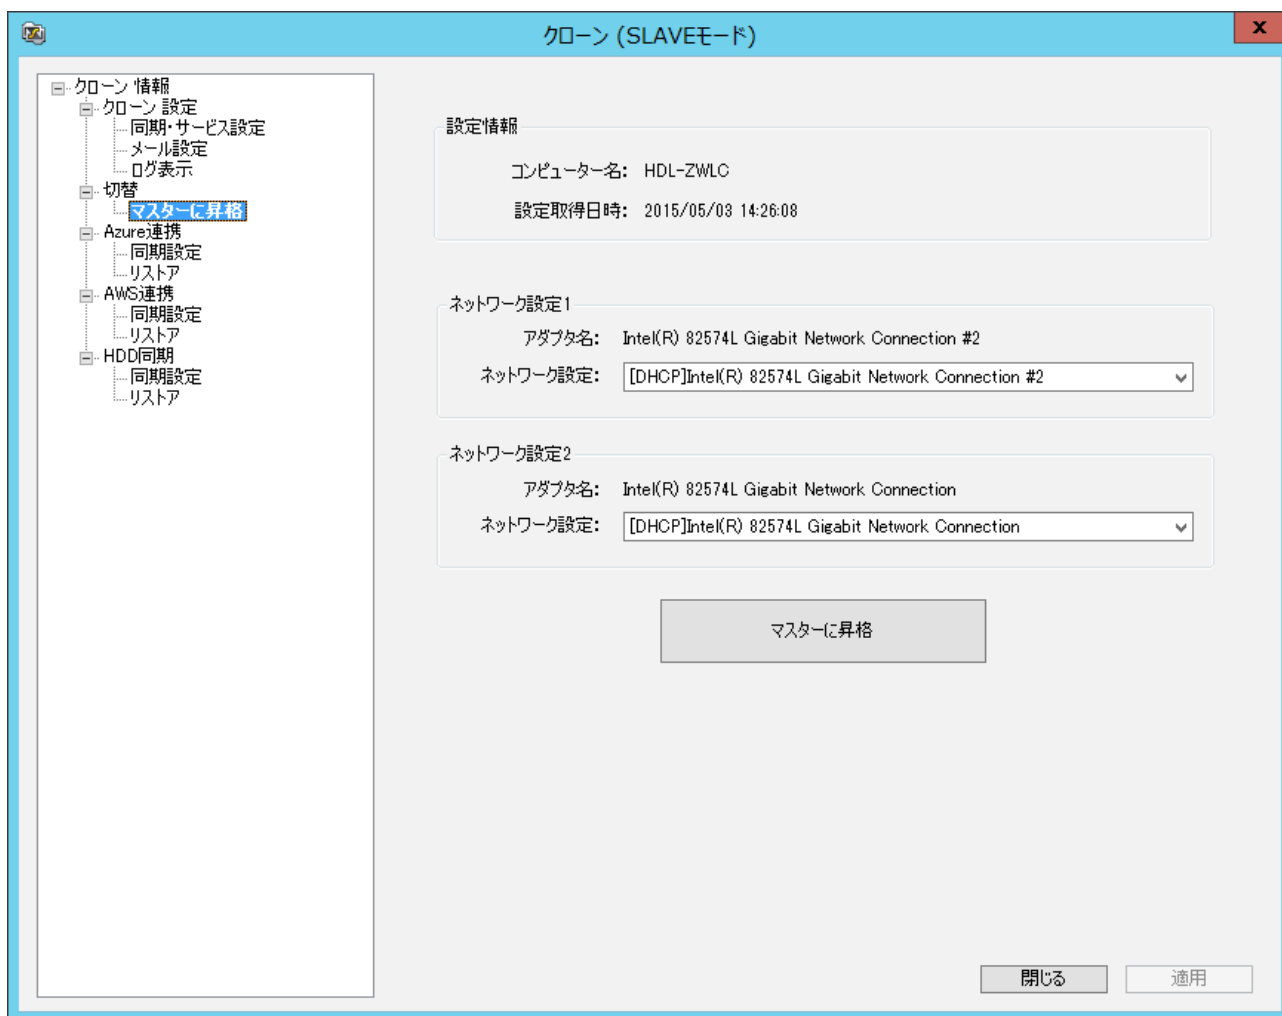 クローン (SLAVEモード)
x
クローン 情報
クローン 設定
同期・サービス設定
メール設定
ログ表示
切替
マスターに昇格
Azure連携
同期設定
リストア
AWS連携
同期設定
リストア
HDD同期
同期設定
リストア
設定情報
コンピューター名: HDL-ZWLC
設定取得日時: 2015/05/03 14:26:08
ネットワーク設定1
アダプタ名: Intel(R) 82574L Gigabit Network Connection #2
ネットワーク設定: [DHCP]Intel(R) 82574L Gigabit Network Connection #2
ネットワーク設定2
アダプタ名: Intel(R) 82574L Gigabit Network Connection
ネットワーク設定: [DHCP]Intel(R) 82574L Gigabit Network Connection
マスターに昇格
閉じる 適用